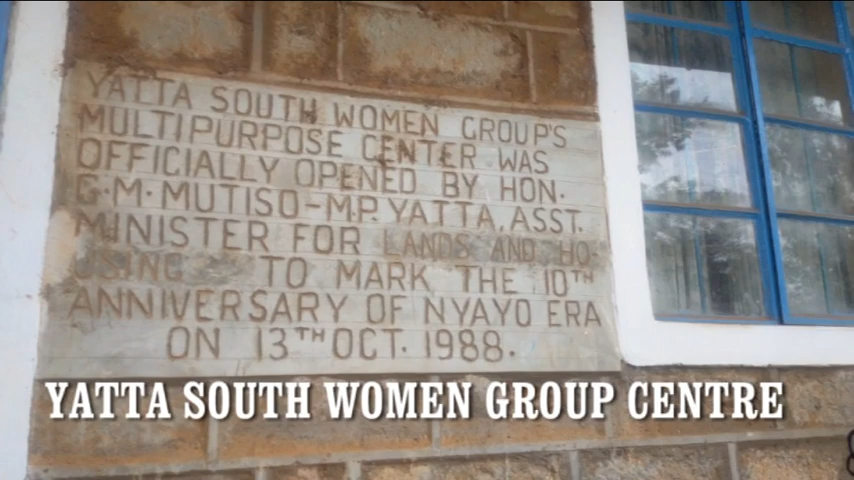 YATTA SOUTH WOMEN GROUP'S
MULTIPURPOSE CENTER WAS
OFFICIALLY OPENED BY HON.
G.M. MUTISO-M.P. YATTA, ASST.
MINISTER FOR LANDS AND HO-
USING TO MARK THE 10TH
ANNIVERSARY OF NYAYO ERA
ON 13TH OCT. 1988.
YATTA SOUTH WOMEN GROUP CENTRE